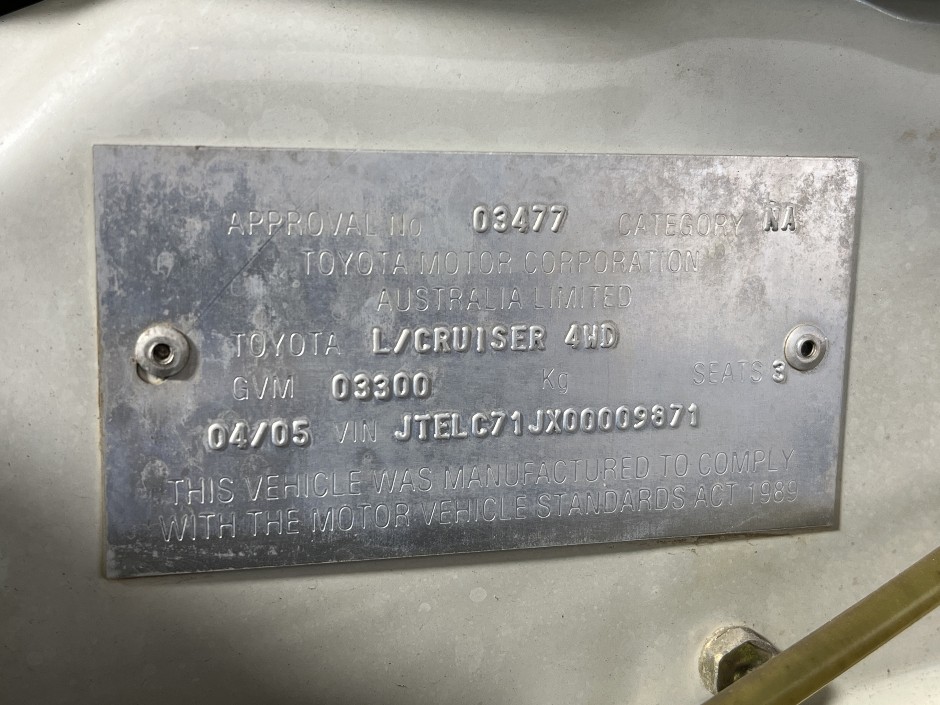 APPROVAL No 03477 CATEGORY NA
TOYOTA MOTOR CORPORATION
AUSTRALIA LIMITED
TOYOTA L/CRUISER 4WD
GVM 03300 Kg SEATS 3
04/05 VIN JTELC71JX00009871
THIS VEHICLE WAS MANUFACTURED TO COMPLY
WITH THE MOTOR VEHICLE STANDARDS ACT 1989